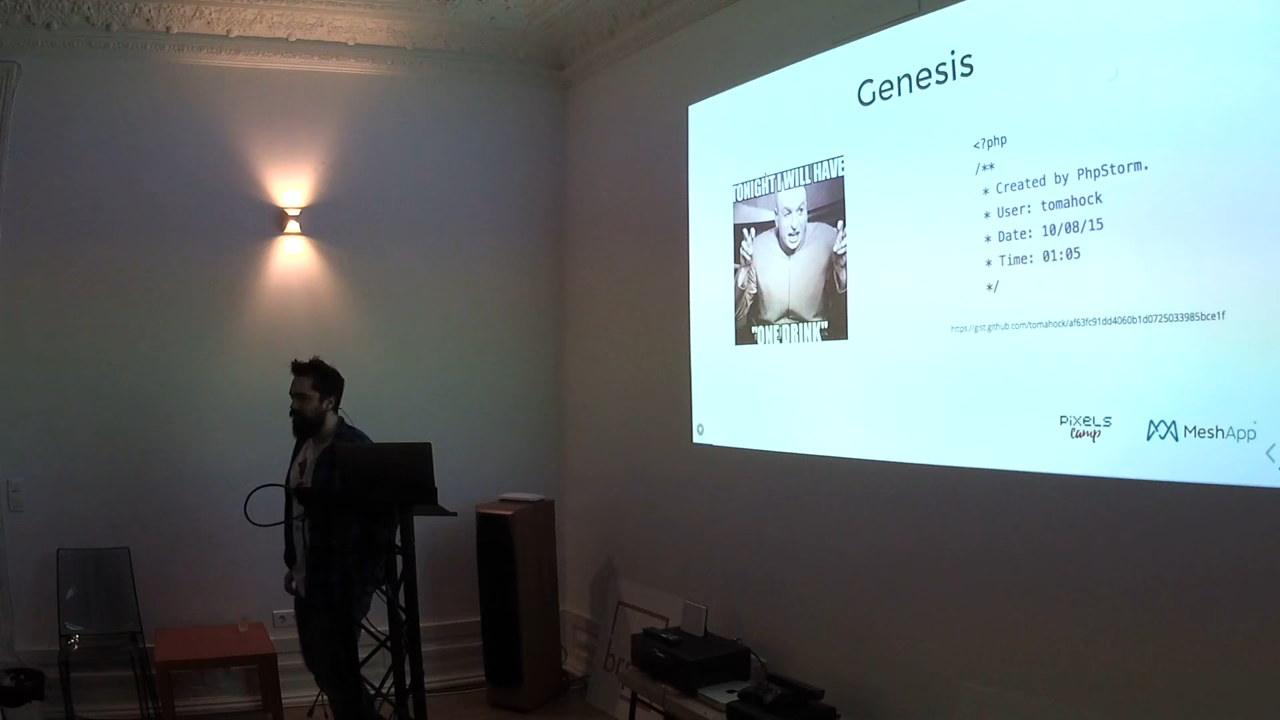 Genesis
TONIGHT I WILL HAVE
"ONE DRINK"
<?php
/**
* Created by PhpStorm.
* User: tomahock
* Date: 10/08/15
* Time: 01:05
*/
https://gist.github.com/tomahock/af63fc91dd4060b1d0725033985bce1f
PIXELS
camp
MeshApp
br